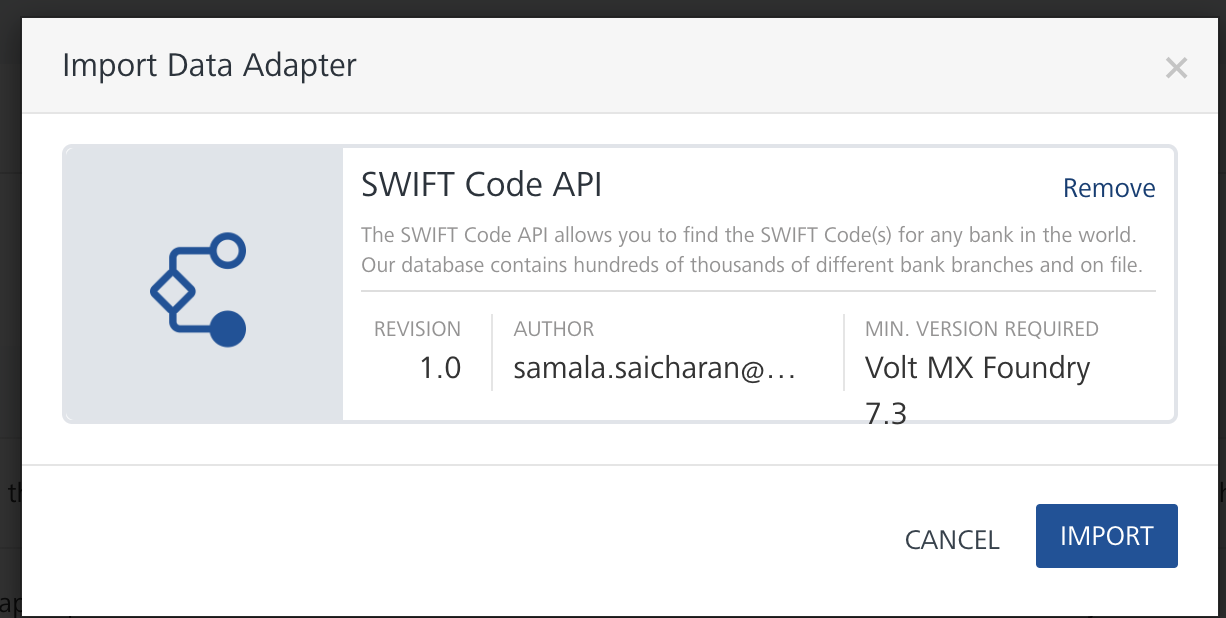 Import Data Adapter
SWIFT Code API
Remove
The SWIFT Code API allows you to find the SWIFT Code(s) for any bank in the world.
Our database contains hundreds of thousands of different bank branches and on file.
REVISION
1.0
AUTHOR
samala.saicharan@...
MIN. VERSION REQUIRED
Volt MX Foundry
7.3
CANCEL
IMPORT